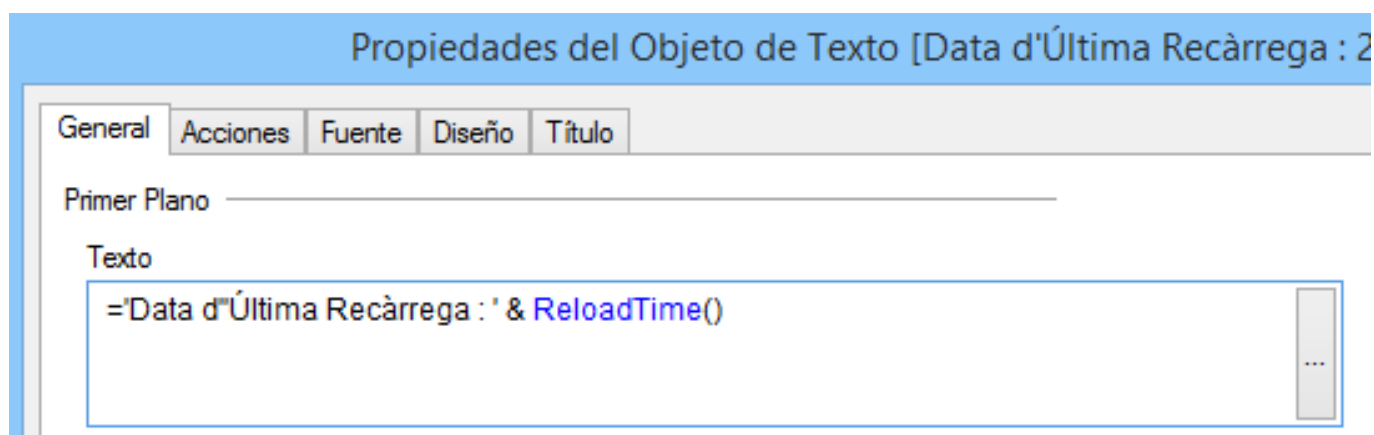 Propiedades del Objeto de Texto [Data d'Última Recàrrega : 2
General Acciones Fuente Diseño Título
Primer Plano
Texto
='Data d''Última Recàrrega : ' & ReloadTime()
...